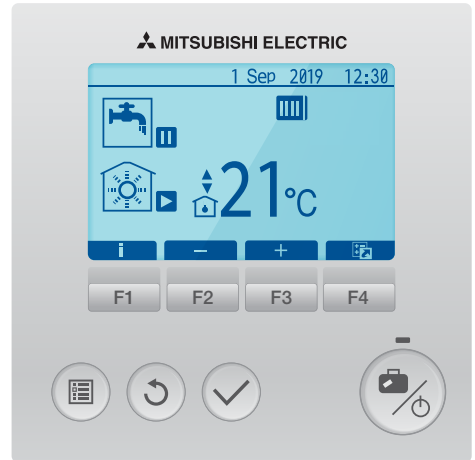 MITSUBISHI ELECTRIC
1 Sep 2019 12:30
21°C
i − +
F1 F2 F3 F4